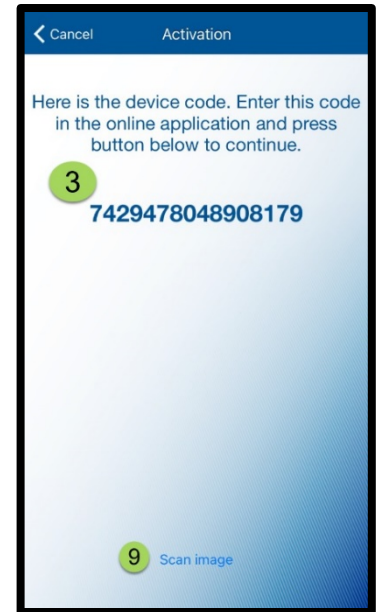 Cancel Activation
Here is the device code. Enter this code
in the online application and press
button below to continue.
3
7429478048908179
9 Scan image